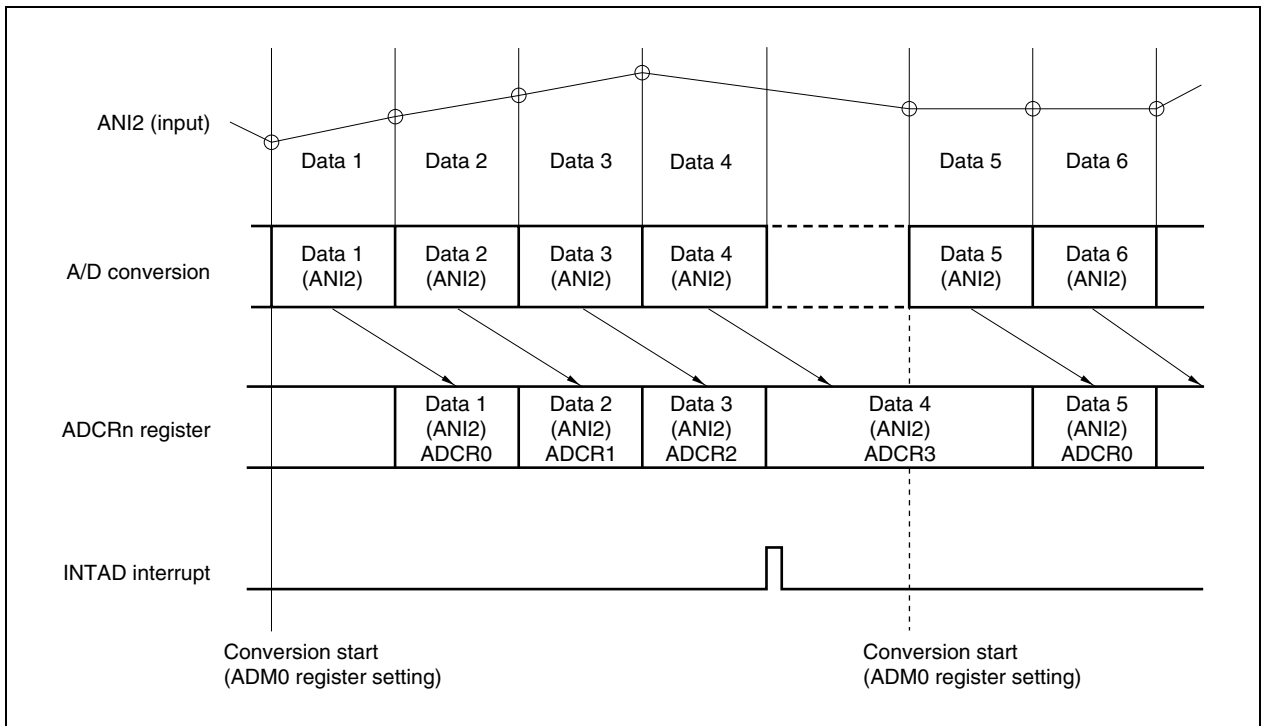 ANI2 (input)
Data 1
Data 2
Data 3
Data 4
Data 5
Data 6
A/D conversion
Data 1
(ANI2)
Data 2
(ANI2)
Data 3
(ANI2)
Data 4
(ANI2)
Data 5
(ANI2)
Data 6
(ANI2)
ADCRn register
Data 1
(ANI2)
ADCR0
Data 2
(ANI2)
ADCR1
Data 3
(ANI2)
ADCR2
Data 4
(ANI2)
ADCR3
Data 5
(ANI2)
ADCR0
INTAD interrupt
Conversion start
(ADM0 register setting)
Conversion start
(ADM0 register setting)